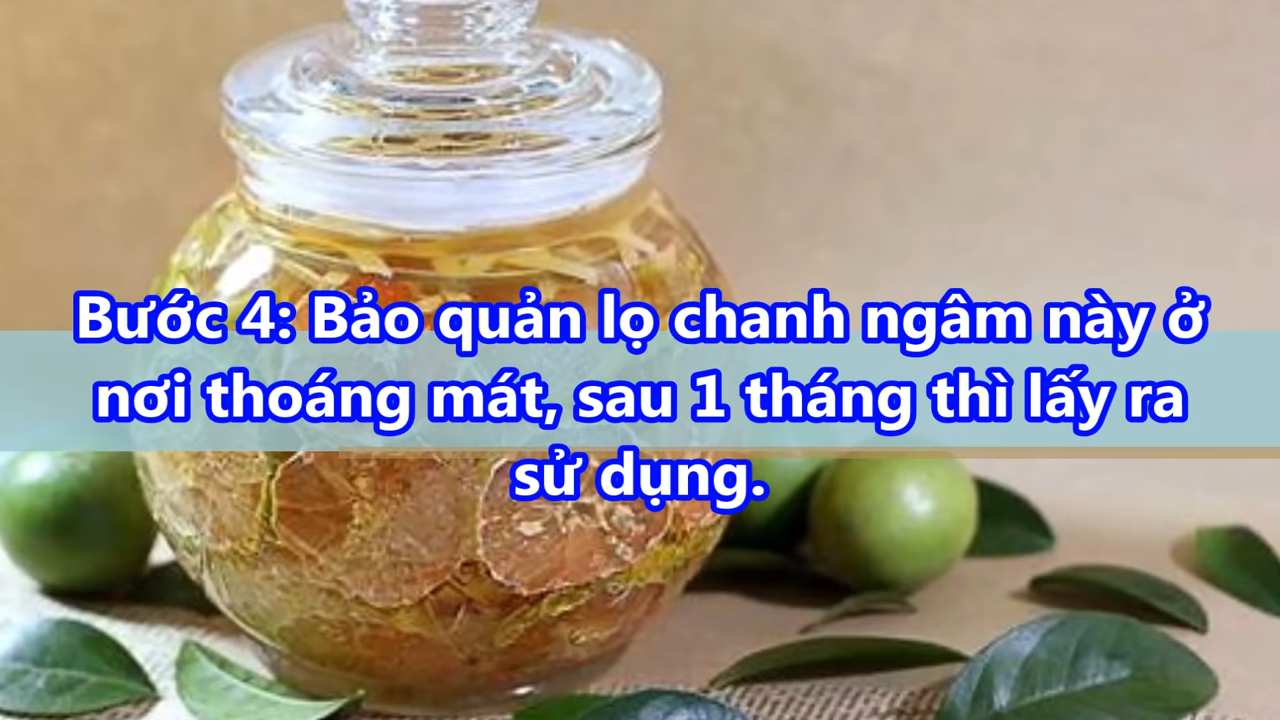 Bước 4: Bảo quản lọ chanh ngâm này ở
nơi thoáng mát, sau 1 tháng thì lấy ra
sử dụng.